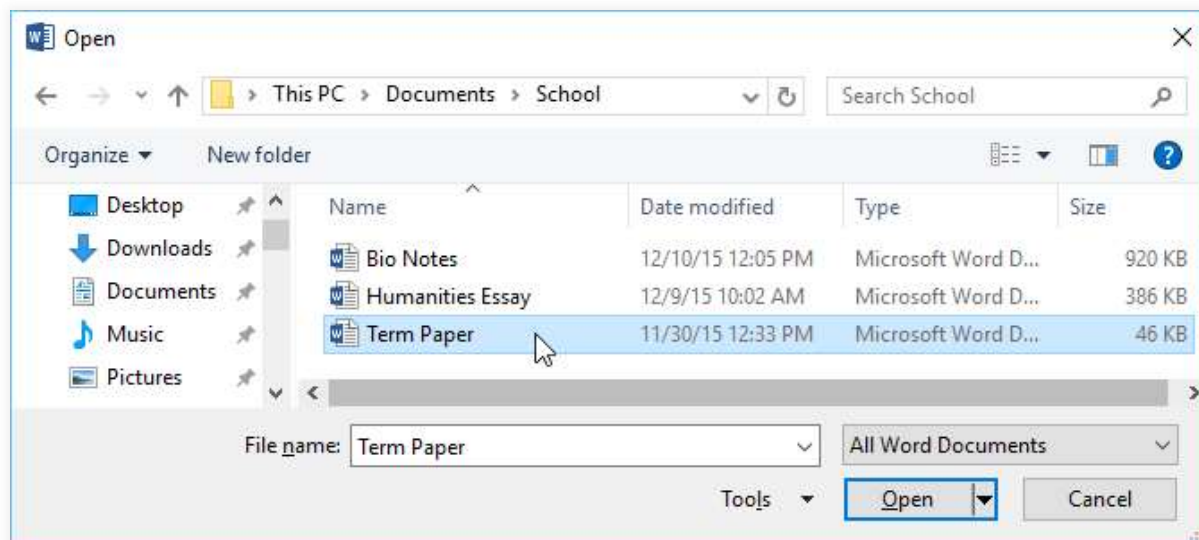 Open
This PC > Documents > School
Search School
Organize
New folder
Name Date modified Type Size
Desktop
Downloads
Documents
Music
Pictures
Bio Notes 12/10/15 12:05 PM Microsoft Word D... 920 KB
Humanities Essay 12/9/15 10:02 AM Microsoft Word D... 386 KB
Term Paper 11/30/15 12:33 PM Microsoft Word D... 46 KB
File name: Term Paper
All Word Documents
Tools
Open
Cancel